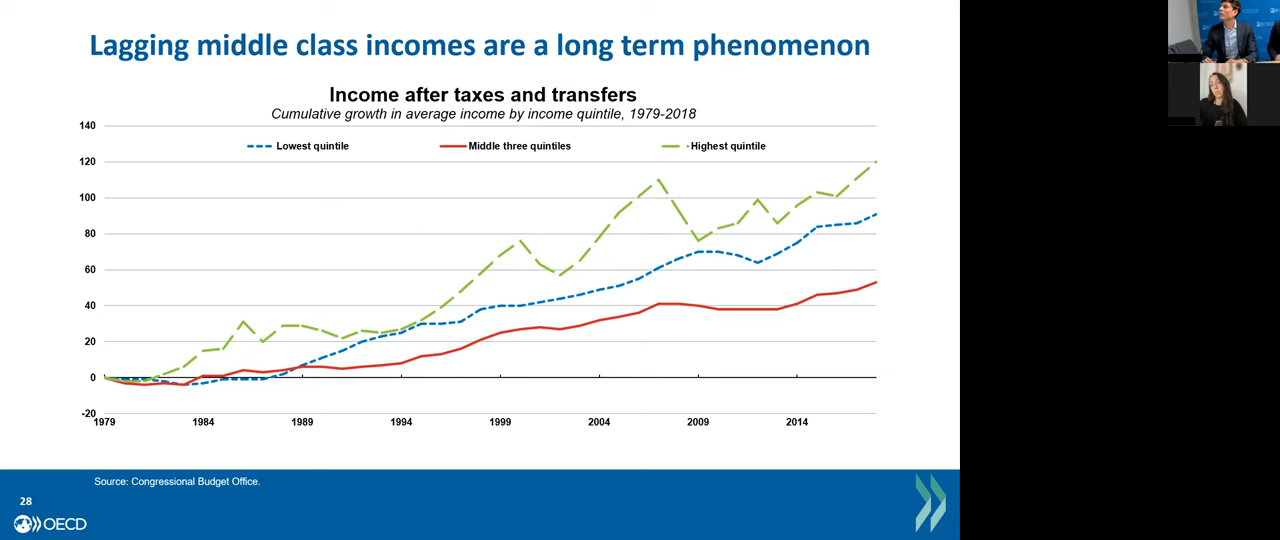 Lagging middle class incomes are a long term phenomenon
Income after taxes and transfers
Cumulative growth in average income by income quintile, 1979-2018
140
Lowest quintile
Middle three quintiles
Highest quintile
120
100
80
60
40
20
0
-20
1979
1984
1989
1994
1999
2004
2009
2014
Source: Congressional Budget Office.
28
OECD